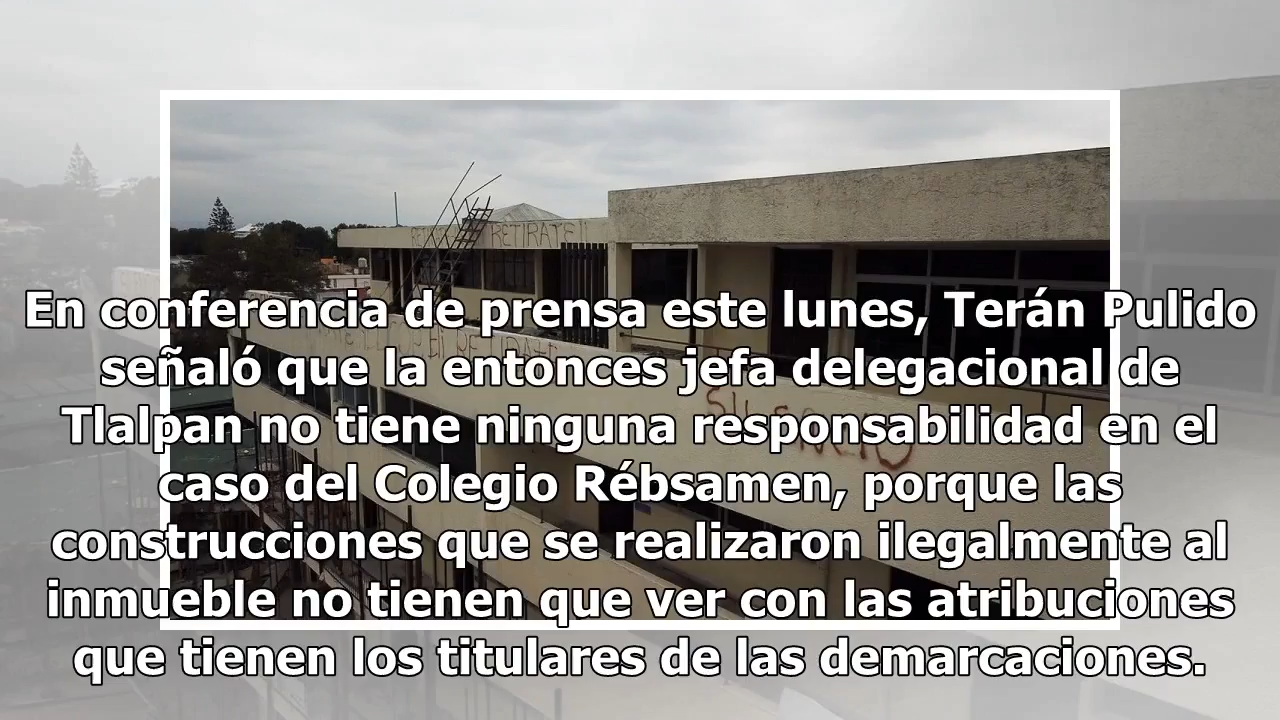 RETIRATE!!
En conferencia de prensa este lunes, Terán Pulido
señaló que la entonces jefa delegacional de
Tlalpan no tiene ninguna responsabilidad en el
caso del Colegio Rébsamen, porque las
construcciones que se realizaron ilegalmente al
inmueble no tienen que ver con las atribuciones
que tienen los titulares de las demarcaciones.